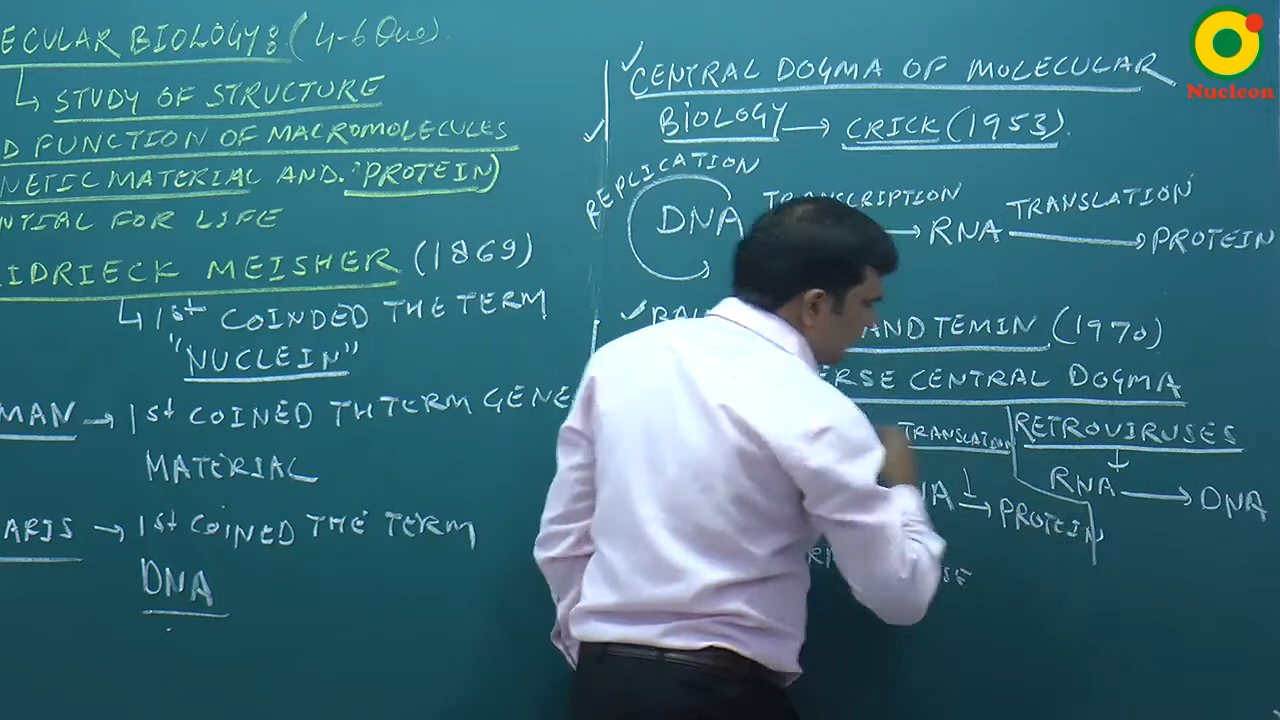 ECULAR BIOLOGY: (4-6 Que).
STUDY OF STRUCTURE
D FUNCTION OF MACROMOLECULES
NETIC MATERIAL AND. PROTEIN)
NTIAL FOR LIFE
IDRIECK MEISHER (1869)
1st COINDED THE TERM
"NUCLEIN"
MAN → 1st COINED TH TERM GENE
MATERIAL
ARIS → 1st COINED THE TERM
DNA
CENTRAL DOGMA OF MOLECULAR
BIOLOGY → CRICK (1953).
REPLICATION
TRANSCRIPTION TRANSLATION
DNA → RNA → PROTEIN
AND TEMIN (1970)
ERSE CENTRAL DOGMA
TRANSLATION RETROVIRUSES
RNA → DNA
NA → PROTEIN
Nucleon